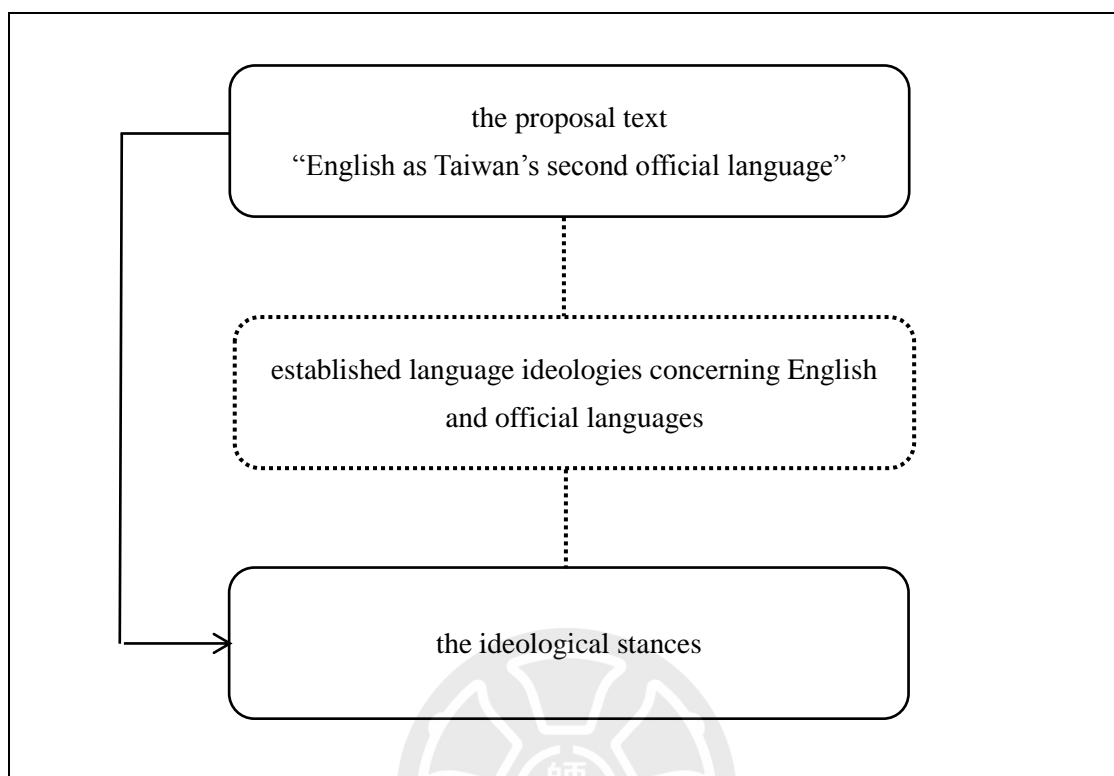 the proposal text
“English as Taiwan’s second official language”
established language ideologies concerning English
and official languages
the ideological stances
師